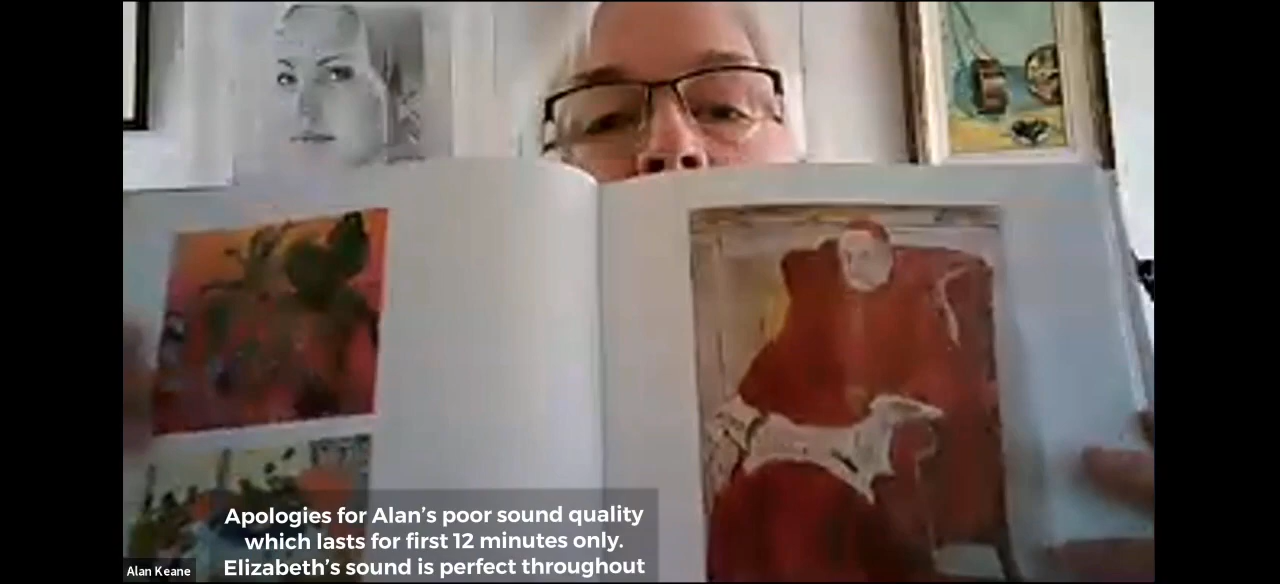 Apologies for Alan's poor sound quality
which lasts for first 12 minutes only.
Elizabeth's sound is perfect throughout
Alan Keane